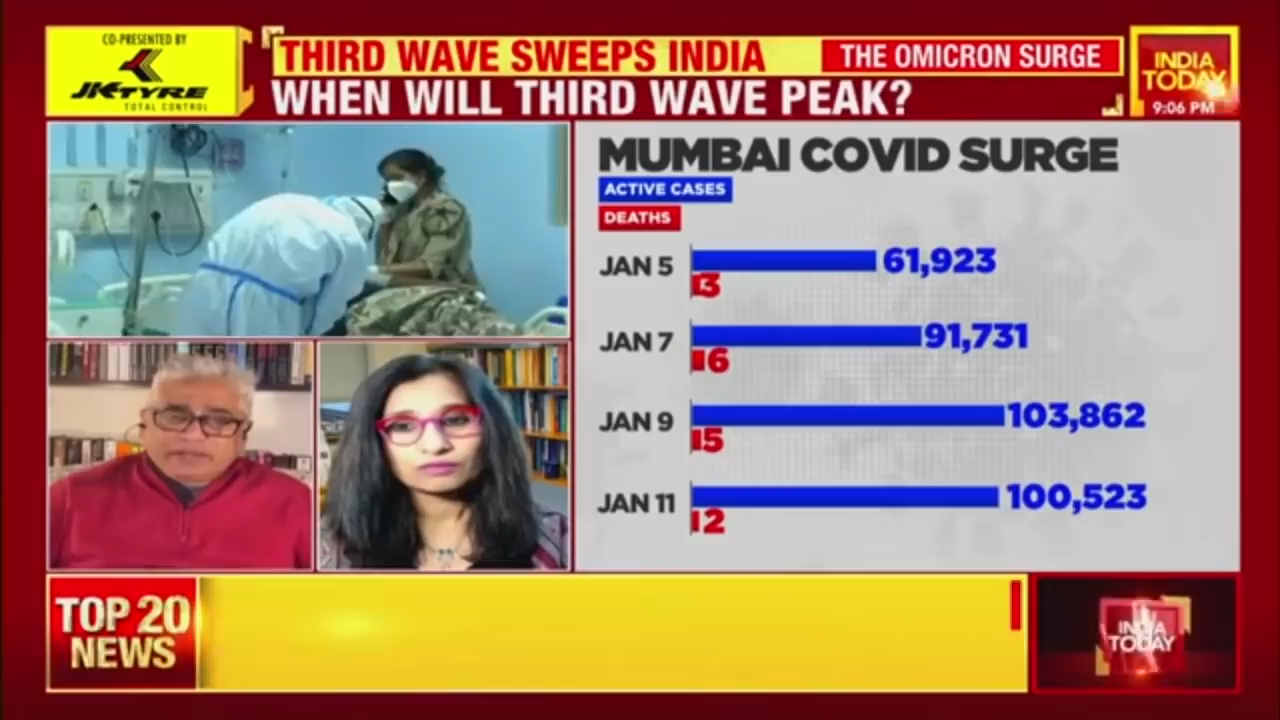 CO-PRESENTED BY
JK TYRE
TOTAL CONTROL
THIRD WAVE SWEEPS INDIA
THE OMICRON SURGE
WHEN WILL THIRD WAVE PEAK?
INDIA
TODAY
9:06 PM
MUMBAI COVID SURGE
ACTIVE CASES
DEATHS
JAN 5 61,923
3
JAN 7 91,731
6
JAN 9 103,862
5
JAN 11 100,523
2
TOP 20
NEWS
INDIA
TODAY